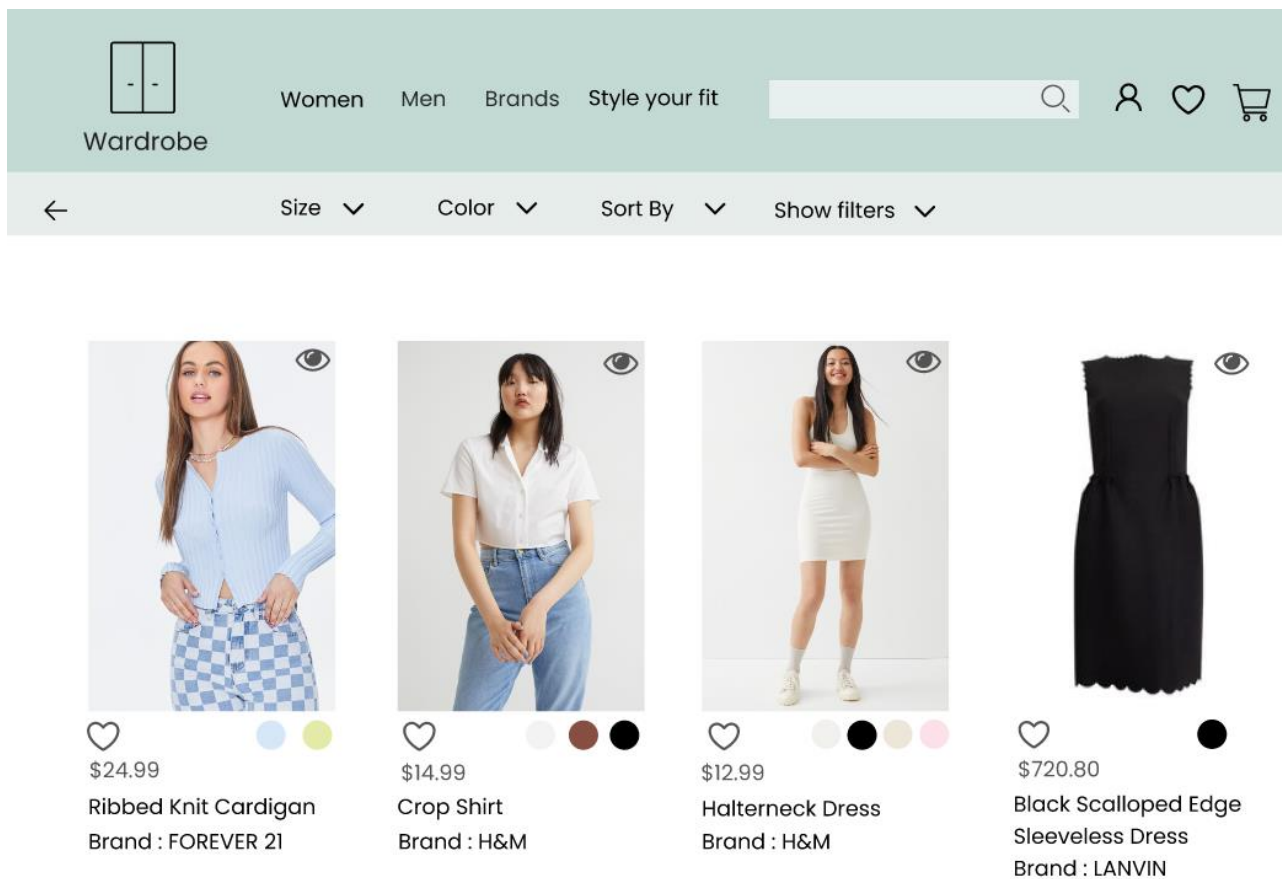 Women Men Brands Style your fit
Wardrobe
Size Color Sort By Show filters
$24.99
Ribbed Knit Cardigan
Brand : FOREVER 21
$14.99
Crop Shirt
Brand : H&M
$12.99
Halterneck Dress
Brand : H&M
$720.80
Black Scalloped Edge
Sleeveless Dress
Brand : LANVIN